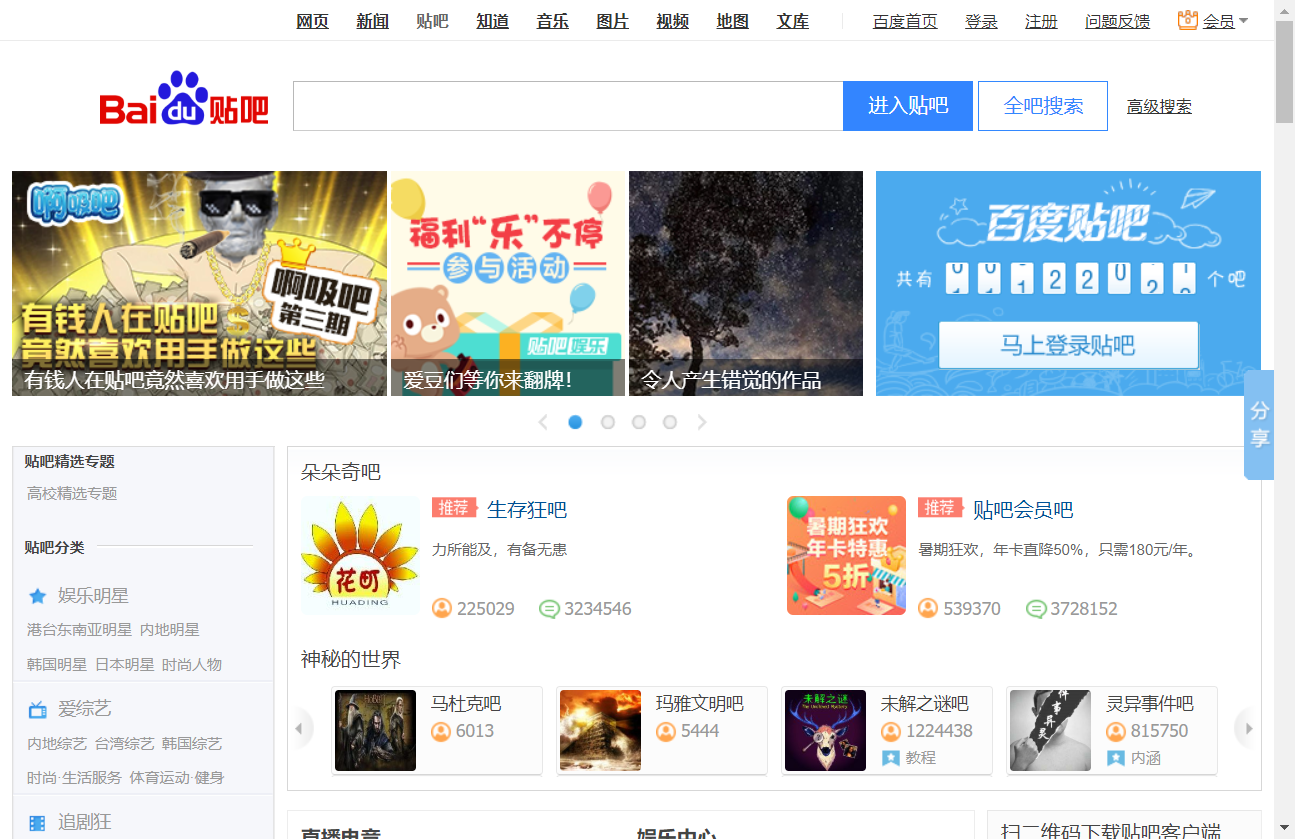 网页 新闻 贴吧 知道 音乐 图片 视频 地图 文库 百度首页 登录 注册 问题反馈 会员
Bai du 贴吧 进入贴吧 全吧搜索 高级搜索
啊吸吧
啊吸吧
第三期
有钱人在贴吧
竟然喜欢用手做这些
有钱人在贴吧竟然喜欢用手做这些
福利“乐”不停
参与活动
贴吧娱乐
爱豆们等你来翻牌！
令人产生错觉的作品
百度贴吧
共有 个吧
马上登录贴吧
分享
贴吧精选专题
高校精选专题
贴吧分类
娱乐明星
港台东南亚明星 内地明星
韩国明星 日本明星 时尚人物
爱综艺
内地综艺 台湾综艺 韩国综艺
时尚·生活服务 体育运动·健身
追剧狂
朵朵奇吧
花町
HUADING
推荐 生存狂吧
力所能及，有备无患
225029 3234546
暑期狂欢
年卡特惠
5折
推荐 贴吧会员吧
暑期狂欢，年卡直降50%，只需180元/年。
539370 3728152
神秘的世界
马杜克吧
6013
玛雅文明吧
5444
未解之谜
未解之谜吧
1224438
教程
件事异灵
灵异事件吧
815750
内涵
直播电竞 娱乐中心
扫二维码下载贴吧客户端